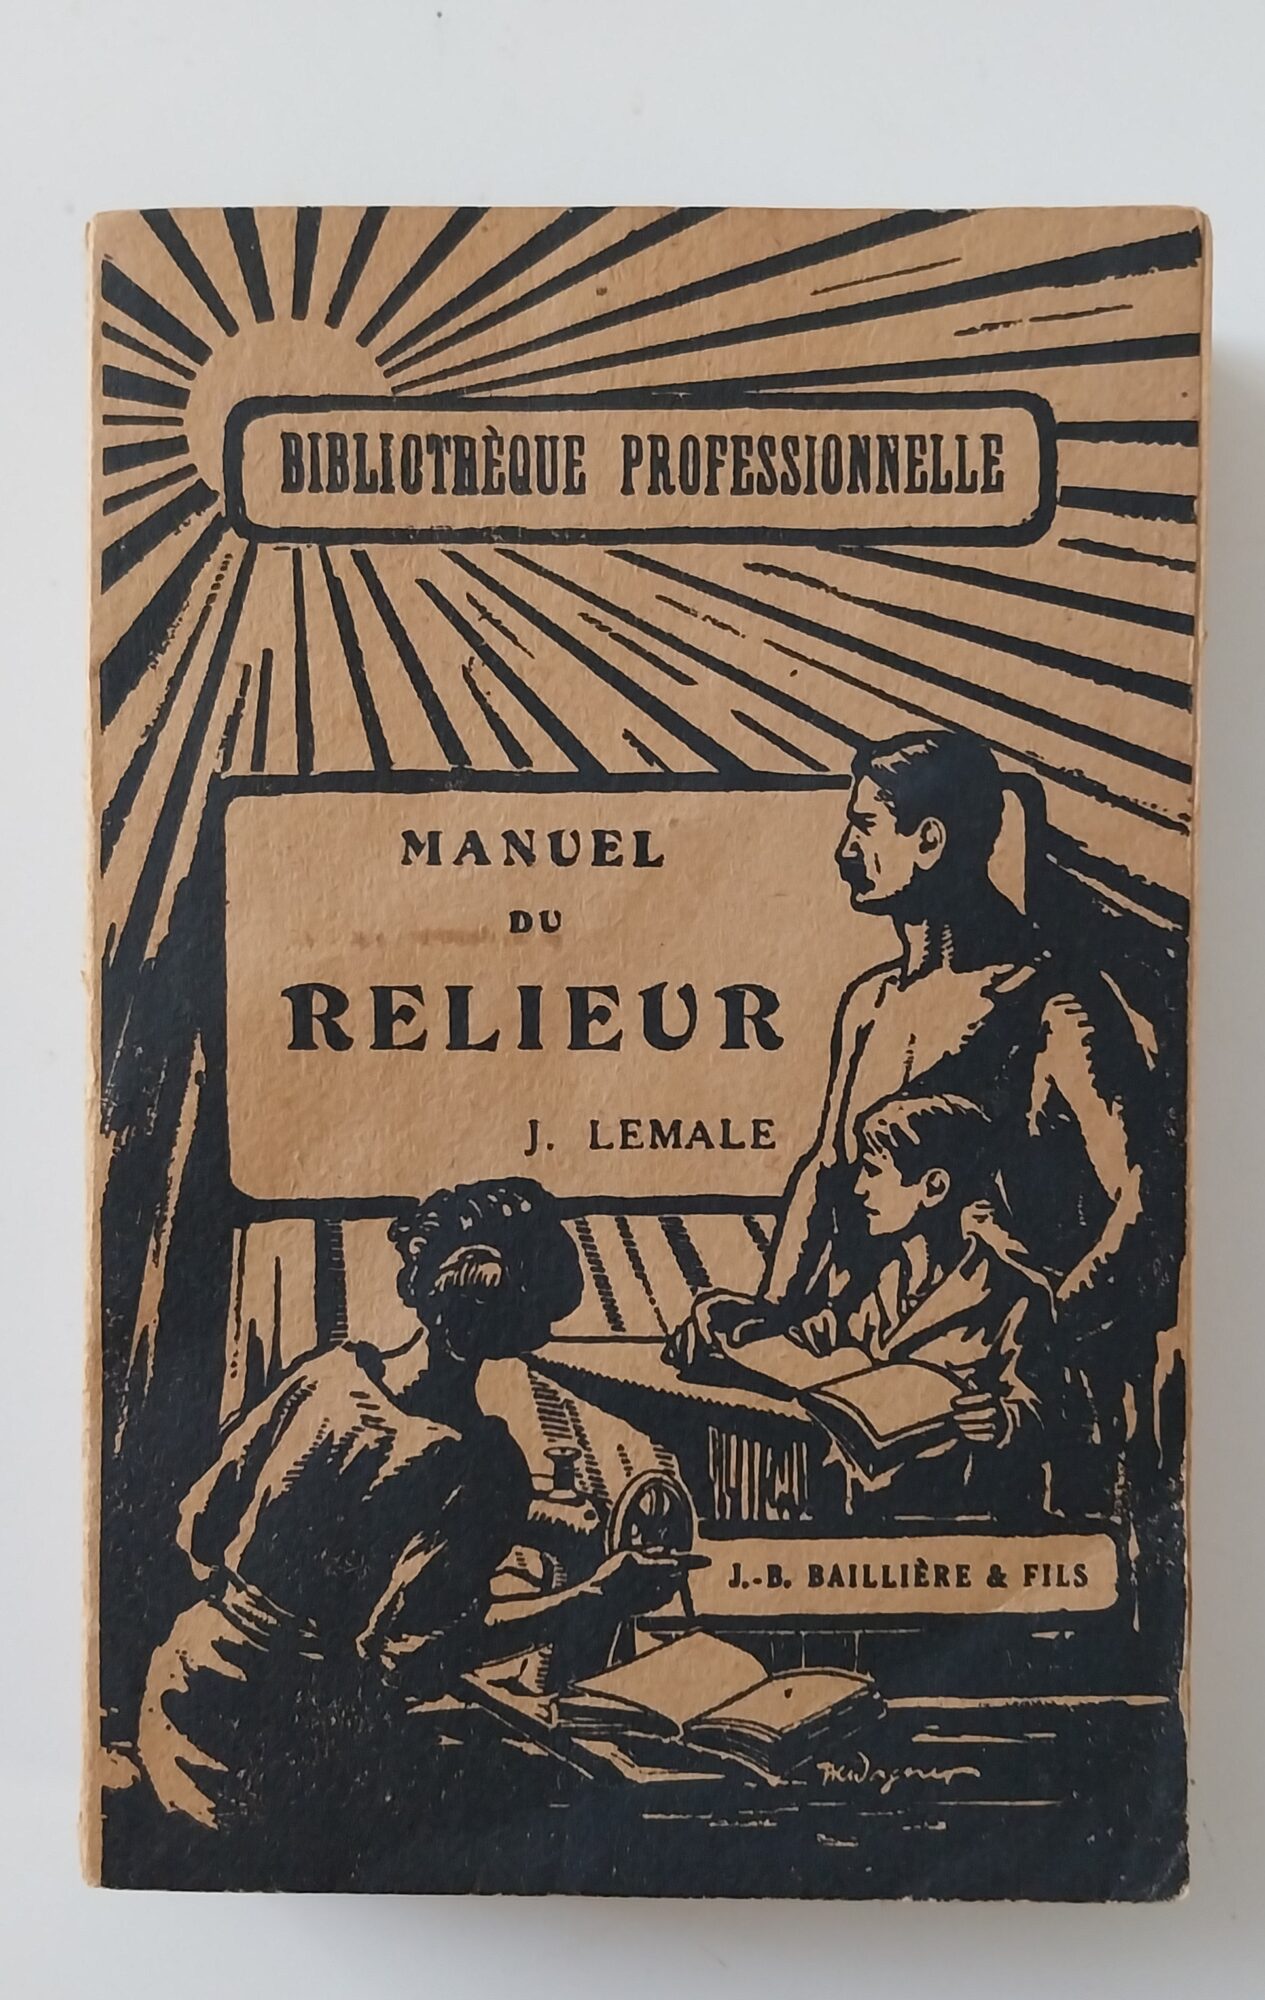 BIBLIOTHÈQUE PROFESSIONNELLE
MANUEL
DU
RELIEUR
J. LEMALE
J.-B. BAILLIÈRE & FILS